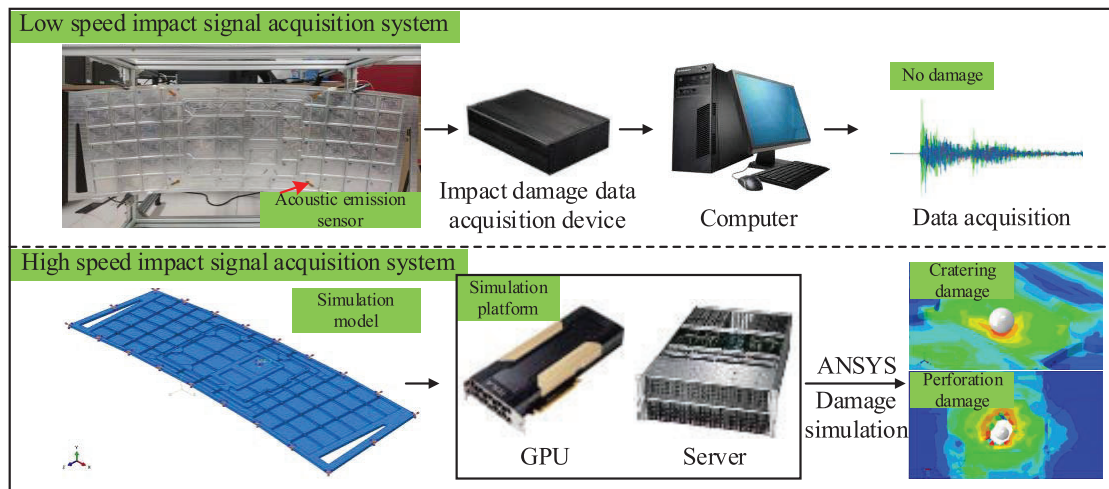 Low speed impact signal acquisition system
No damage
Acoustic emission
sensor
Impact damage data
acquisition device
Computer
Data acquisition
High speed impact signal acquisition system
Simulation
model
Simulation
platform
GPU
Server
ANSYS
Damage
simulation
Cratering
damage
Perforation
damage